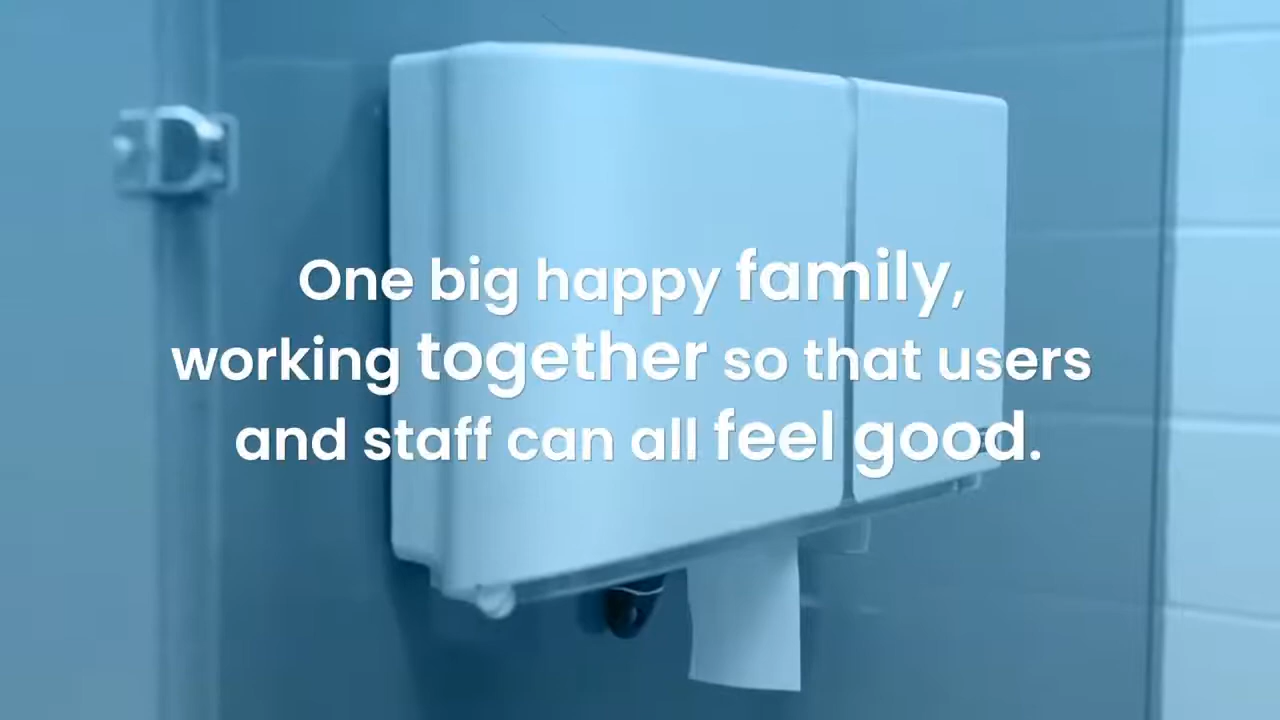 One big happy family,
working together so that users
and staff can all feel good.